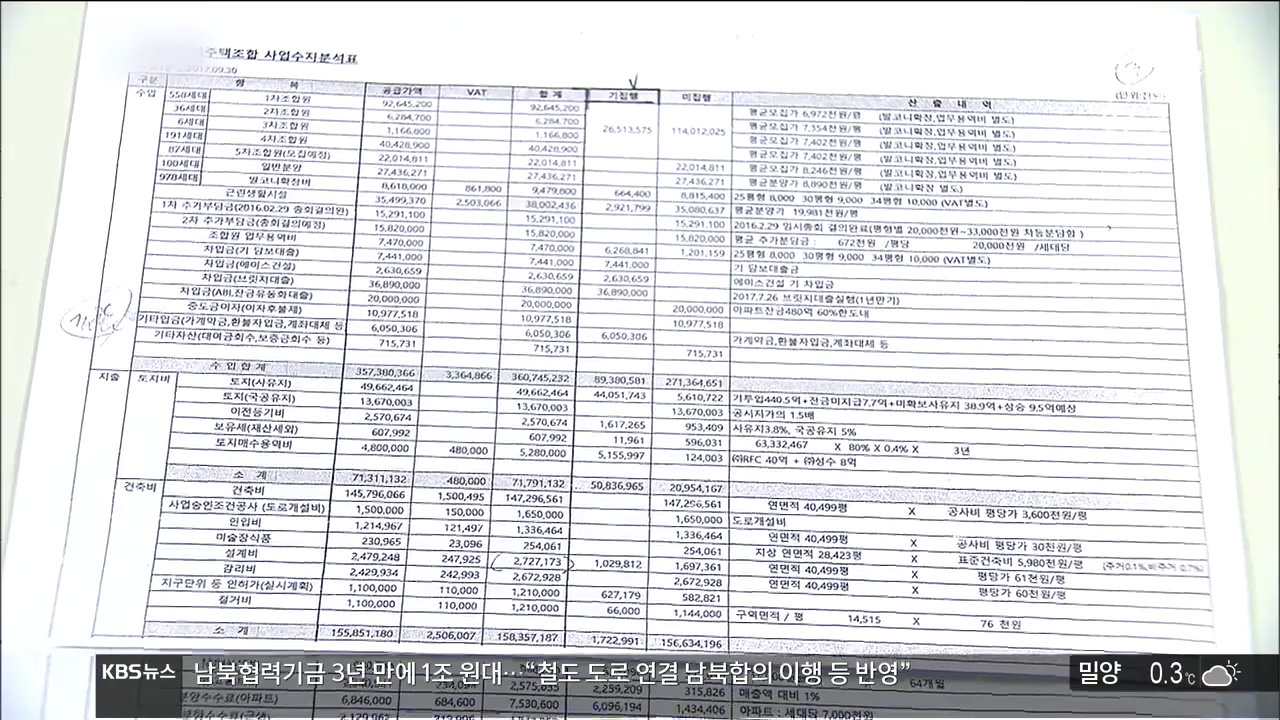 주택조합 사업수지분석표
2017.09.30
구분 항 목 공급가액 VAT 합 계 기집행 미집행 산 출 내 역
수입 558세대 1차조합원 92,645,200 92,645,200 평균모집가 6,972천원/평 (발코니확장,업무용역비 별도)
36세대 2차조합원 6,284,700 6,284,700 26,513,575 114,012,025 평균모집가 7,354천원/평 (발코니확장,업무용역비 별도)
6세대 3차조합원 1,166,800 1,166,800 평균모집가 7,402천원/평 (발코니확장,업무용역비 별도)
191세대 4차조합원 40,428,900 40,428,900 평균모집가 7,402천원/평 (발코니확장,업무용역비 별도)
87세대 5차조합원(모집예정) 22,014,811 22,014,811 22,014,811 평균모집가 8,246천원/평 (발코니확장,업무용역비 별도)
100세대 일반분양 27,436,271 27,436,271 27,436,271 평균분양가 8,890천원/평 (발코니확장 별도)
978세대 발코니확장비 8,618,000 861,800 9,479,800 664,400 8,815,400 25평형 8,000 30평형 9,000 34평형 10,000 (VAT별도)
근린생활시설 35,499,370 2,503,066 38,002,436 2,921,799 35,080,637 평균분양가 19,981천원/평
1차 추가부담금(2016.02.29 총회결의완) 15,291,100 15,291,100 15,291,100 2016.2.29 임시총회 결의완료(평형별 20,000천원~33,000천원 차등분담함)
2차 추가부담금(총회결의예정) 15,820,000 15,820,000 15,820,000 평균 추가분담금 : 672천원 /평당 20,000천원 /세대당
조합원 업무용역비 7,470,000 7,470,000 6,268,841 1,201,159 25평형 8,000 30평형 9,000 34평형 10,000 (VAT별도)
차입금(기 담보대출) 7,441,000 7,441,000 7,441,000 기 담보대출금
차입금(에이스건설) 2,630,659 2,630,659 2,630,659 에이스건설 기 차입금
차입금(브릿지대출) 36,890,000 36,890,000 36,890,000 2017.7.26 브릿지대출실행(1년만기)
차입금(ABL잔금유동화대출) 20,000,000 20,000,000 20,000,000 아파트잔금480억 60%한도내
중도금이자(이자후불제) 10,977,518 10,977,518 10,977,518
기타입금(가계약금,환불자입금,계좌대체 등 6,050,306 6,050,306 6,050,306 가계약금,환불자입금,계좌대체 등
기타자산(대여금회수,보증금회수 등) 715,731 715,731 715,731
수 입 합 계 357,380,366 3,364,866 360,745,232 89,380,581 271,364,651
지출 토지비 토지(사유지) 49,662,464 49,662,464 44,051,743 5,610,722 기투입440.5억+잔금미지급7.7억+미확보사유지 38.9억+상승 9.5억예상
토지(국공유지) 13,670,003 13,670,003 13,670,003 공시지가의 1.5배
이전등기비 2,570,674 2,570,674 1,617,265 953,409 사유지3.8%, 국공유지 5%
보유세(재산세외) 607,992 607,992 11,961 596,031 63,332,467 X 80% X 0.4% X 3년
토지매수용역비 4,800,000 480,000 5,280,000 5,155,997 124,003 ㈜RFC 40억 + ㈜성수 8억
소 계 71,311,132 480,000 71,791,132 50,836,965 20,954,167
건축비 건축비 145,796,066 1,500,495 147,296,561 147,296,561 연면적 40,499평 X 공사비 평당가 3,600천원/평
사업승인조건공사 (도로개설비) 1,500,000 150,000 1,650,000 1,650,000 도로개설비
인입비 1,214,967 121,497 1,336,464 1,336,464 연면적 40,499평 X 공사비 평당가 30천원/평
미술장식품 230,965 23,096 254,061 254,061 지상 연면적 28,423평 X 표준건축비 5,980천원/평 (주거0.1%,비주거 0.7%)
설계비 2,479,248 247,925 2,727,173 1,029,812 1,697,361 연면적 40,499평 X 평당가 61천원/평
감리비 2,429,934 242,993 2,672,928 2,672,928 연면적 40,499평 X 평당가 60천원/평
지구단위 등 인허가(실시계획) 1,100,000 110,000 1,210,000 627,179 582,821
철거비 1,100,000 110,000 1,210,000 66,000 1,144,000 구역면적 / 평 14,515 X 76 천원
소 계 155,851,180 2,506,007 158,357,187 1,722,991 156,634,196
KBS뉴스 남북협력기금 3년 만에 1조 원대…“철도 도로 연결 남북합의 이행 등 반영” 밀양 0.3℃
315,826 매출액 대비 1% 64개월
분양수수료(아파트) 6,846,000 684,600 7,530,600 6,096,194 1,434,406 아파트 : 세대당 7,000천원